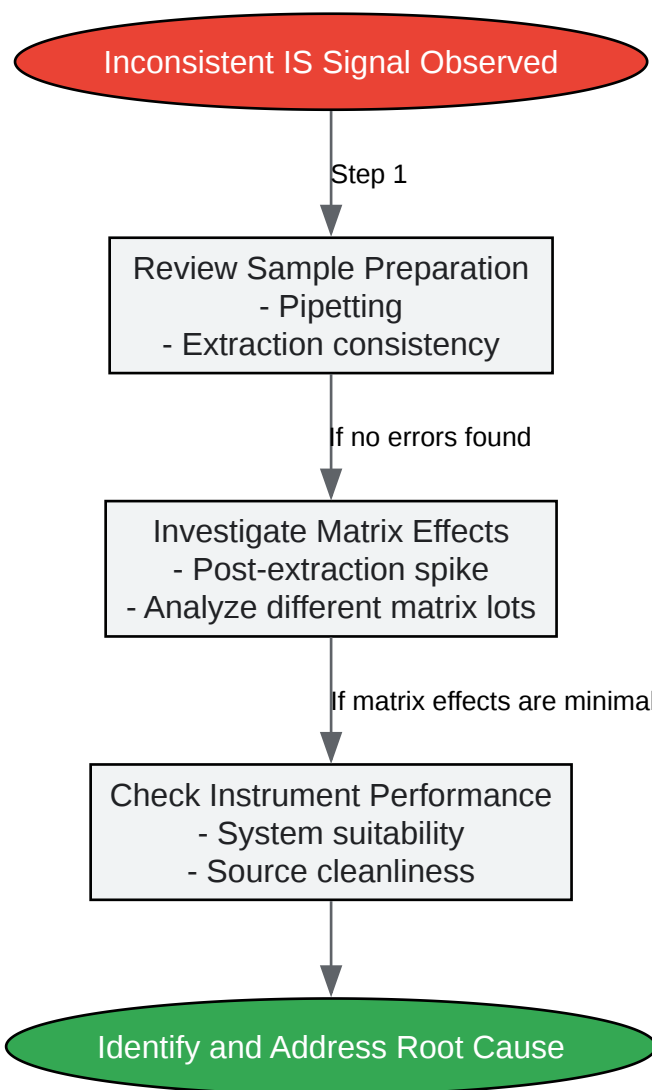 Inconsistent IS Signal Observed
Step 1
Review Sample Preparation
- Pipetting
- Extraction consistency
If no errors found
Investigate Matrix Effects
- Post-extraction spike
- Analyze different matrix lots
If matrix effects are minimal
Check Instrument Performance
- System suitability
- Source cleanliness
Identify and Address Root Cause